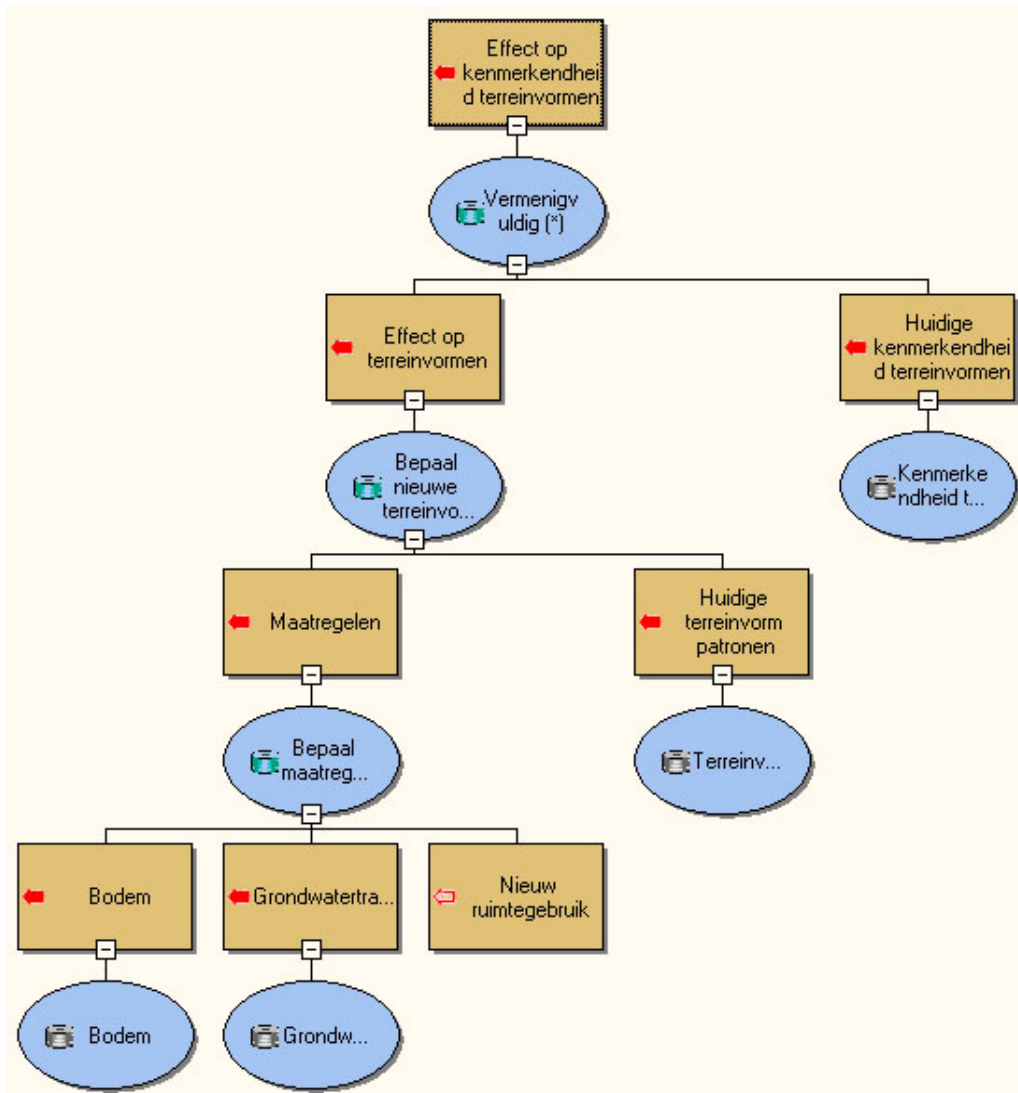 Effect op
kenmerkendhei
d terreinvormen
Vermenigv
uldig (*)
Effect op
terreinvormen
Huidige
kenmerkendhei
d terreinvormen
Bepaal
nieuwe
terreinvo...
Kenmerke
ndheid t...
Maatregelen
Huidige
terreinvorm
patronen
Bepaal
maatreg...
Terreinv...
Bodem
Grondwatertra...
Nieuw
ruimtegebruik
Bodem
Grondw...